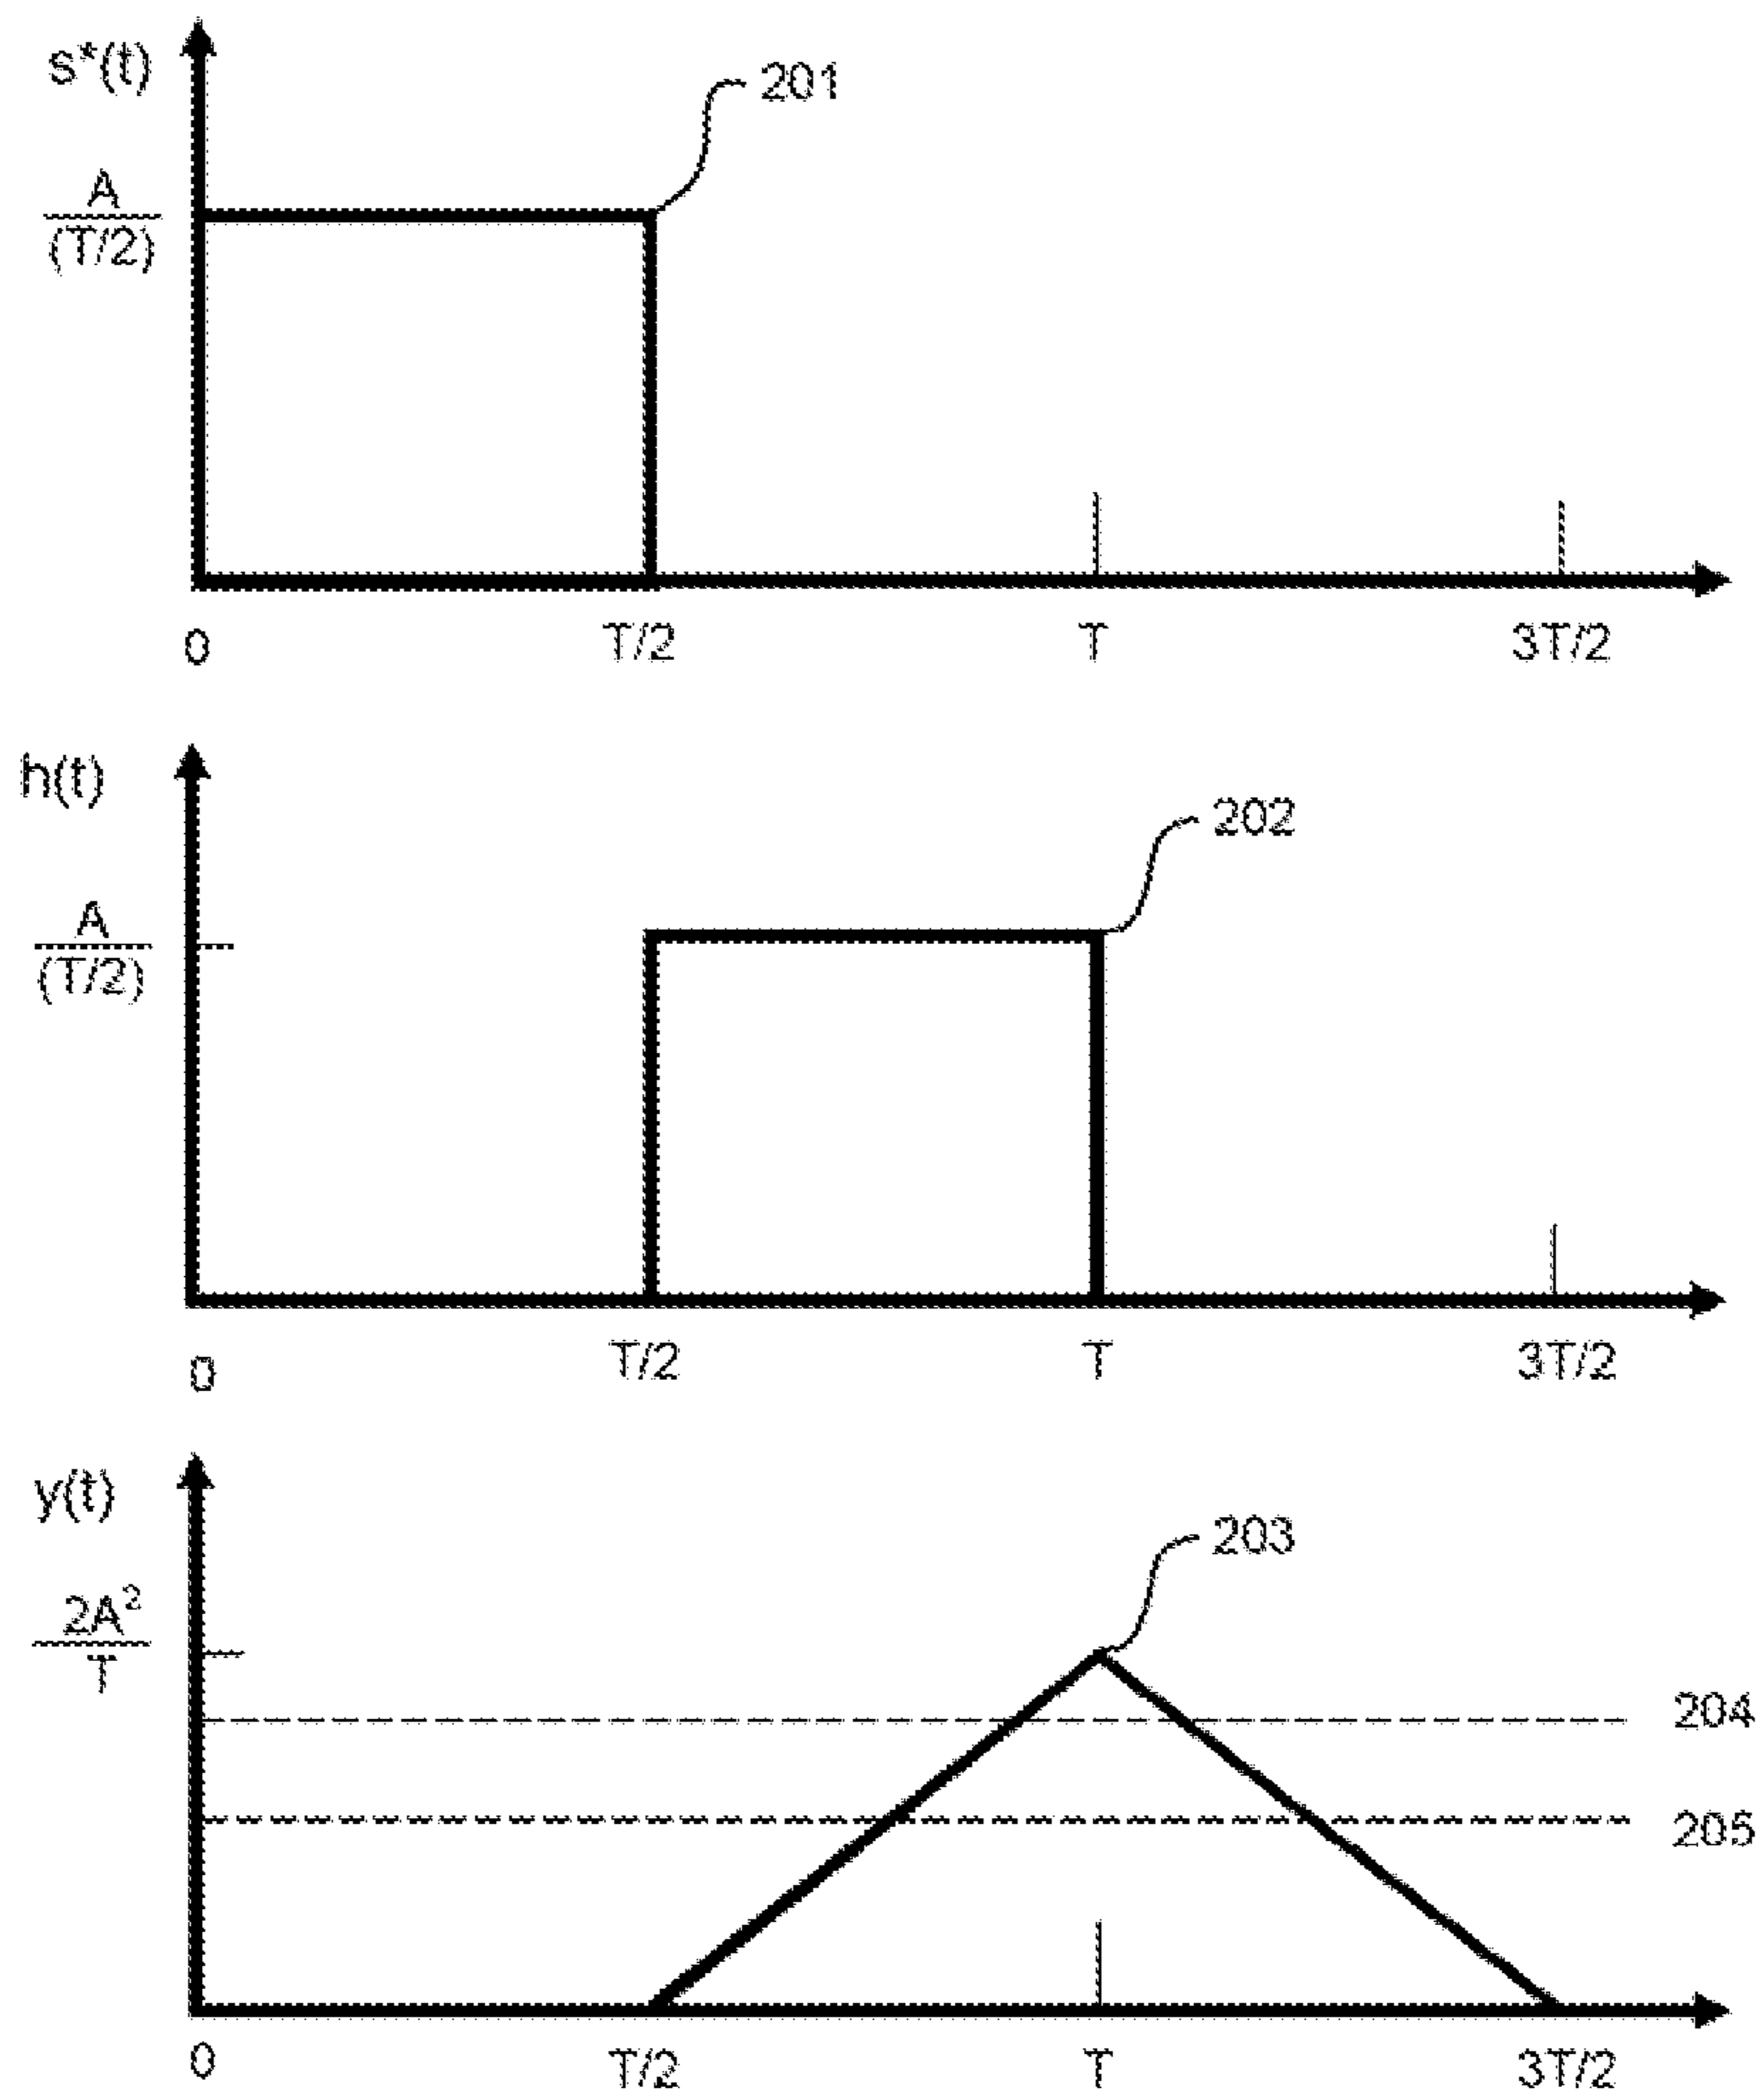 s*(t)
201
A
(T/2)
0 T/2 T 3T/2
h(t)
202
A
(T/2)
0 T/2 T 3T/2
y(t)
203
2A²
T
204
205
0 T/2 T 3T/2